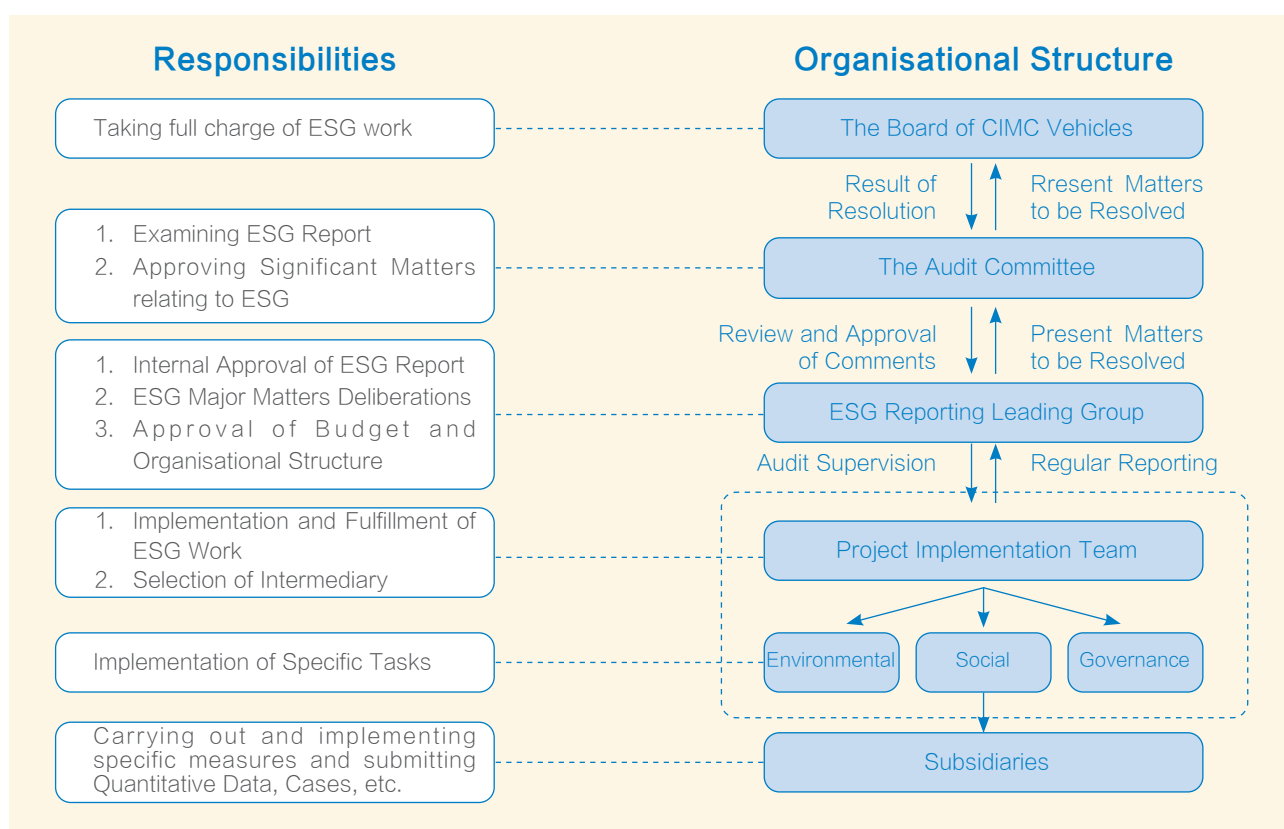 Responsibilities
Organisational Structure
Taking full charge of ESG work
The Board of CIMC Vehicles
Result of
Resolution
Rresent Matters
to be Resolved
1. Examining ESG Report
2. Approving Significant Matters
relating to ESG
The Audit Committee
Review and Approval
of Comments
Present Matters
to be Resolved
1. Internal Approval of ESG Report
2. ESG Major Matters Deliberations
3. Approval of Budget and
Organisational Structure
ESG Reporting Leading Group
Audit Supervision
Regular Reporting
1. Implementation and Fulfillment of
ESG Work
2. Selection of Intermediary
Project Implementation Team
Implementation of Specific Tasks
Environmental
Social
Governance
Carrying out and implementing
specific measures and submitting
Quantitative Data, Cases, etc.
Subsidiaries